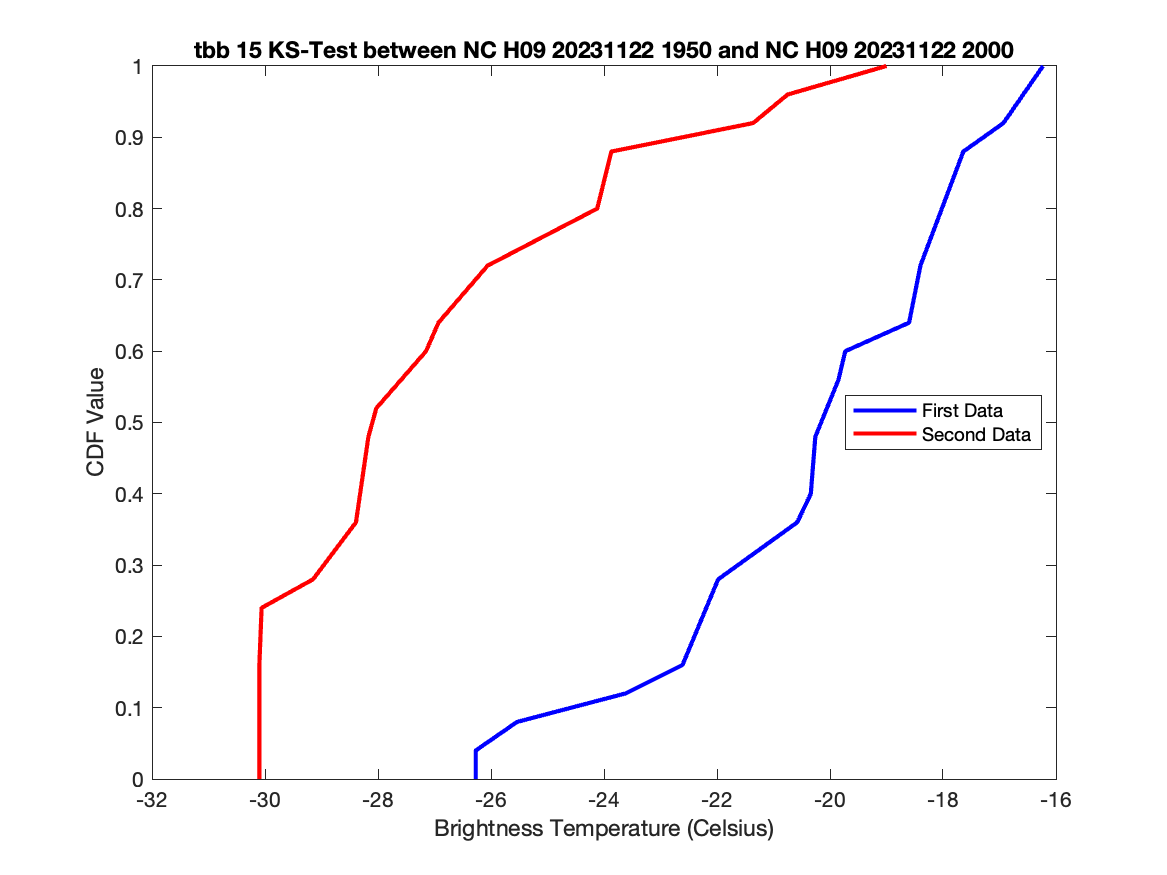 tbb 15 KS-Test between NC H09 20231122 1950 and NC H09 20231122 2000
1
0.9
0.8
0.7
0.6
0.5
0.4
0.3
0.2
0.1
0
CDF Value
First Data
Second Data
-32 -30 -28 -26 -24 -22 -20 -18 -16
Brightness Temperature (Celsius)